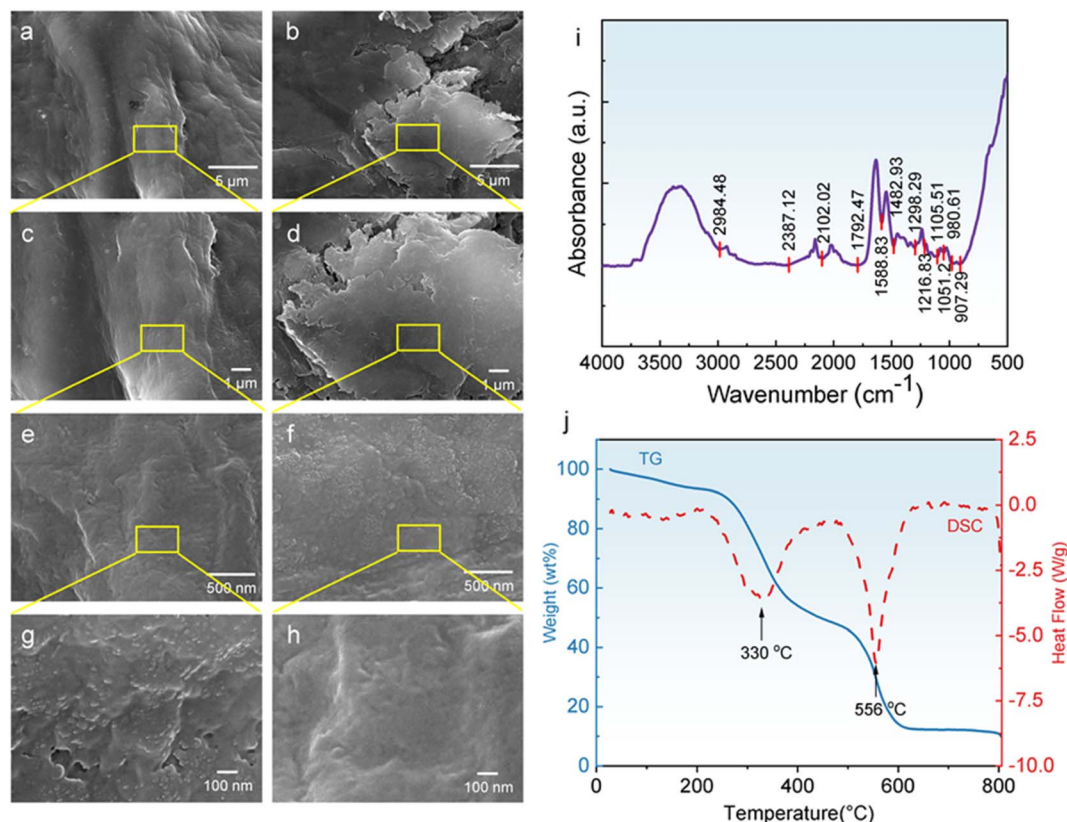 a
5 μm
b
5 μm
c
1 μm
d
1 μm
e
500 nm
f
500 nm
g
100 nm
h
100 nm
i
Absorbance (a.u.)
2984.48
2387.12
2102.02
1792.47
1588.83
1482.93
1298.29
1216.83
1105.51
1051.2
980.61
907.29
4000 3500 3000 2500 2000 1500 1000 500
Wavenumber (cm-1)
j
TG
DSC
330 °C
556 °C
Weight (wt%)
100
80
60
40
20
10
0
Heat Flow (W/g)
2.5
0.0
-2.5
-5.0
-7.5
-10.0
0 200 400 600 800
Temperature(°C)